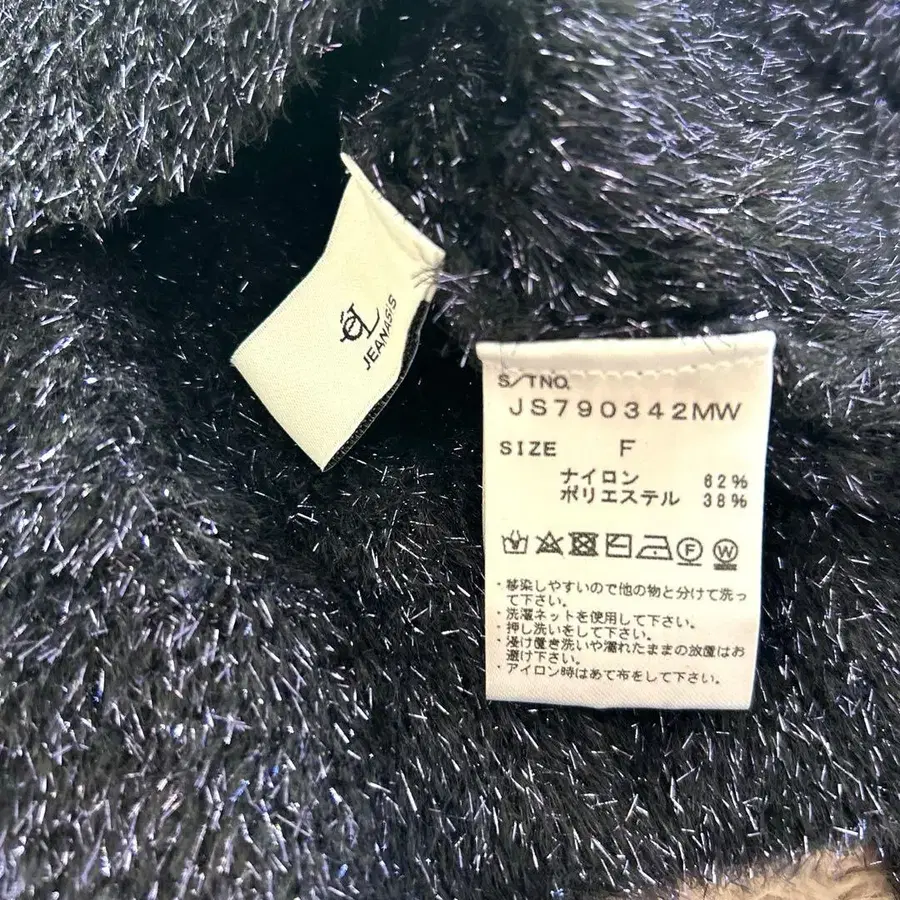 JEANASIS
S/TNO.
JS790342MW
SIZE F
ナイロン 62%
ポリエステル 38%
F
W
・移染しやすいので他の物と分けて洗っ
て下さい。
・洗濯ネットを使用して下さい。
・押し洗いをして下さい。
・浸け置き洗いや濡れたままの放置はお
避け下さい。
・アイロン時はあて布をして下さい。